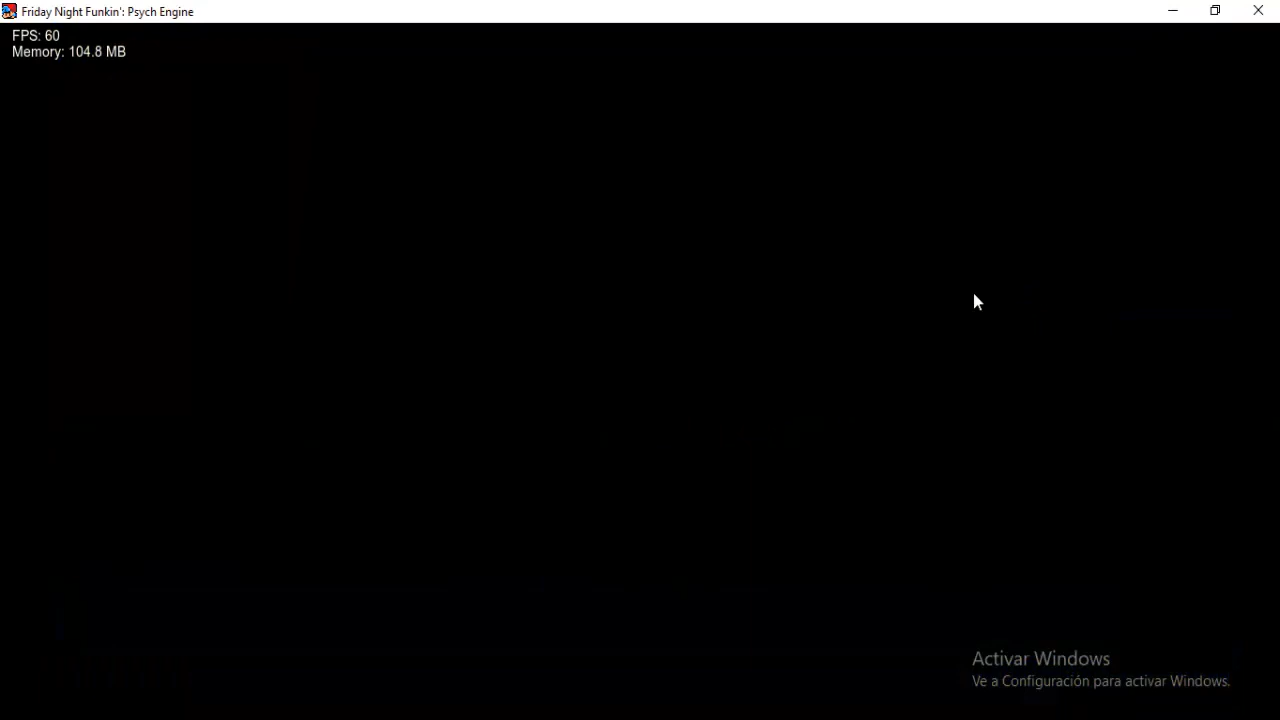 Friday Night Funkin': Psych Engine
FPS: 60
Memory: 104.8 MB
Activar Windows
Ve a Configuración para activar Windows.